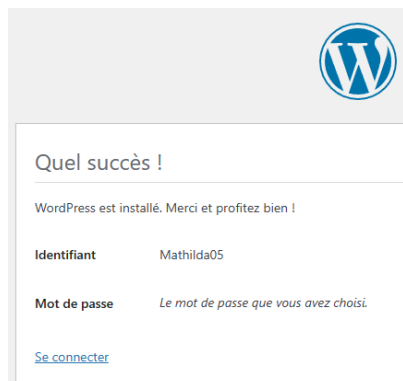 Quel succès !
WordPress est installé. Merci et profitez bien !
Identifiant Mathilda05
Mot de passe Le mot de passe que vous avez choisi.
Se connecter